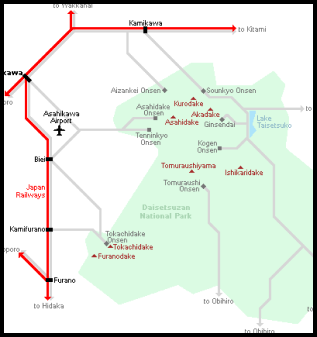 to Wakkanai
Kamikawa
to Kitami
kawa
oro
Aizankei Onsen
Sounkyo Onsen
Kurodake
Asahidake
Onsen
Akadake
to
Asahikawa
Airport
Asahidake
Ginsendai
Lake
Taisetsuko
Tenninkyo
Onsen
Kogen
Onsen
Biei
Tomuraushiyama
Ishikaridake
Japan
Railways
Tomuraushi
Onsen
Daisetsuzan
National Park
Kamifurano
Tokachidake
Onsen
Tokachidake
pporo
Furanodake
Furano
to Hidaka
to Obihiro
to
to Obihiro